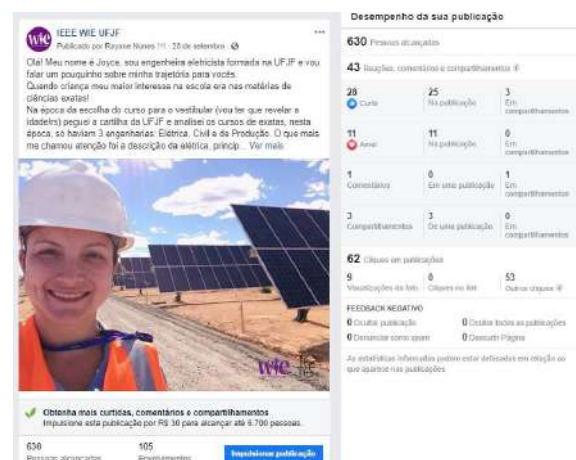 IEEE WIE UFJF
Publicado por Rayane Nunes
28 de setembro
Olá! Meu nome é Joyce, sou engenheira eletricista formada na UFJF e vou
falar um pouquinho sobre minha trajetória para vocês.
Quando criança meu maior interesse na escola era nas matérias de
ciências exatas!
Na época da escolha do curso para o vestibular (vou ter que revelar a
idade/rs) peguei a cartilha da UFJF e analisei os cursos de exatas, nesta
época, só haviam 3 engenharias: Elétrica, Civil e de Produção. O que mais
me chamou atenção foi a descrição da elétrica, princip... Ver mais
wie
Obtenha mais curtidas, comentários e compartilhamentos
Impulsione esta publicação por R$ 30 para alcançar até 6.700 pessoas.
630 105
Pessoas alcançadas Envolvimentos
Impulsionar publicação
Desempenho da sua publicação
630 Pessoas alcançadas
43 Reações, comentários e compartilhamentos
28 25 3
Curtir Na publicação Em compartilhamentos
11 11 0
Amei Na publicação Em compartilhamentos
1 0 1
Comentários Em uma publicação Em compartilhamentos
3 3 0
Compartilhamentos De uma publicação Em compartilhamentos
62 Cliques em publicações
9 0 53
Visualizações da foto Cliques no link Outros cliques
FEEDBACK NEGATIVO
0 Ocultar publicação 0 Ocultar todas as publicações
0 Denunciar como spam 0 Descurtir Página
As estatísticas informadas podem estar defasadas em relação ao
que aparece nas publicações